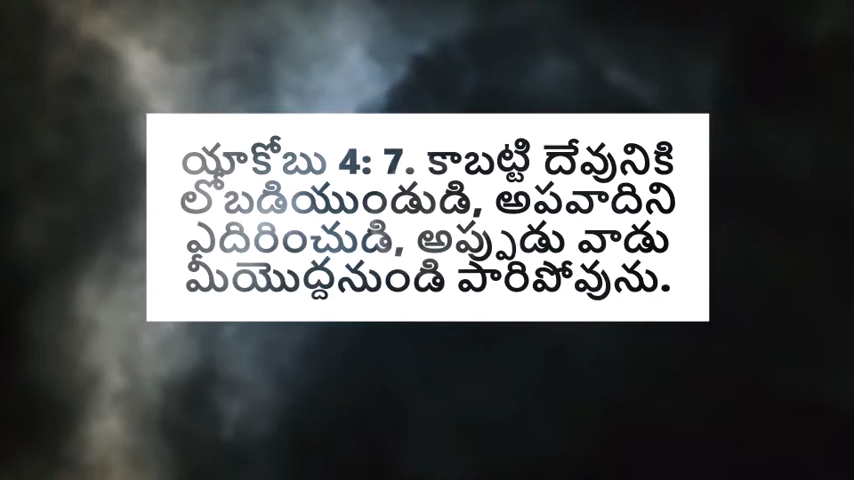 యాకోబు 4: 7. కాబట్టి దేవునికి
లోబడియుండుడి, అపవాదిని
ఎదిరించుడి, అప్పుడు వాడు
మీయొద్దనుండి పారిపోవును.